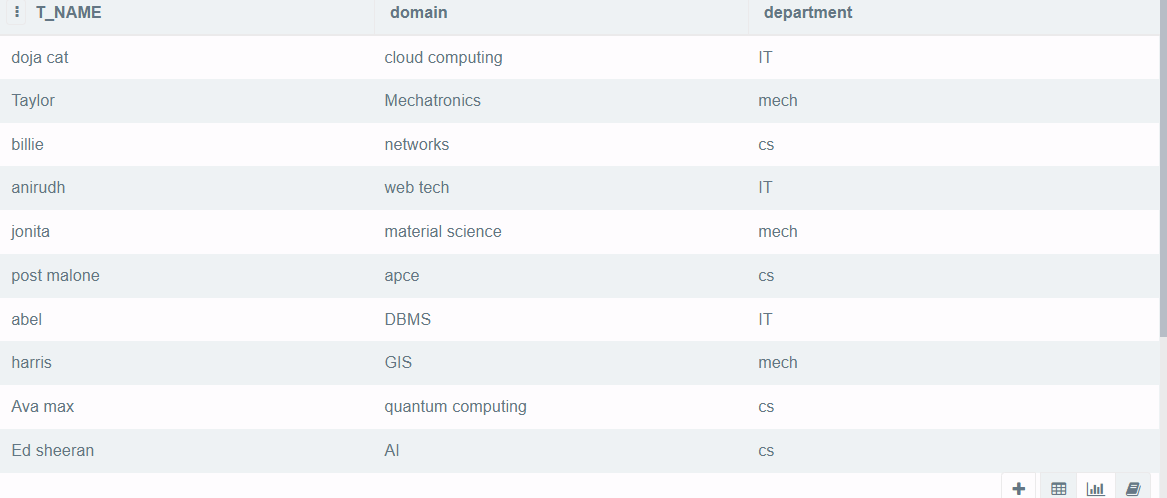 T_NAME domain department
doja cat cloud computing IT
Taylor Mechatronics mech
billie networks cs
anirudh web tech IT
jonita material science mech
post malone apce cs
abel DBMS IT
harris GIS mech
Ava max quantum computing cs
Ed sheeran AI cs